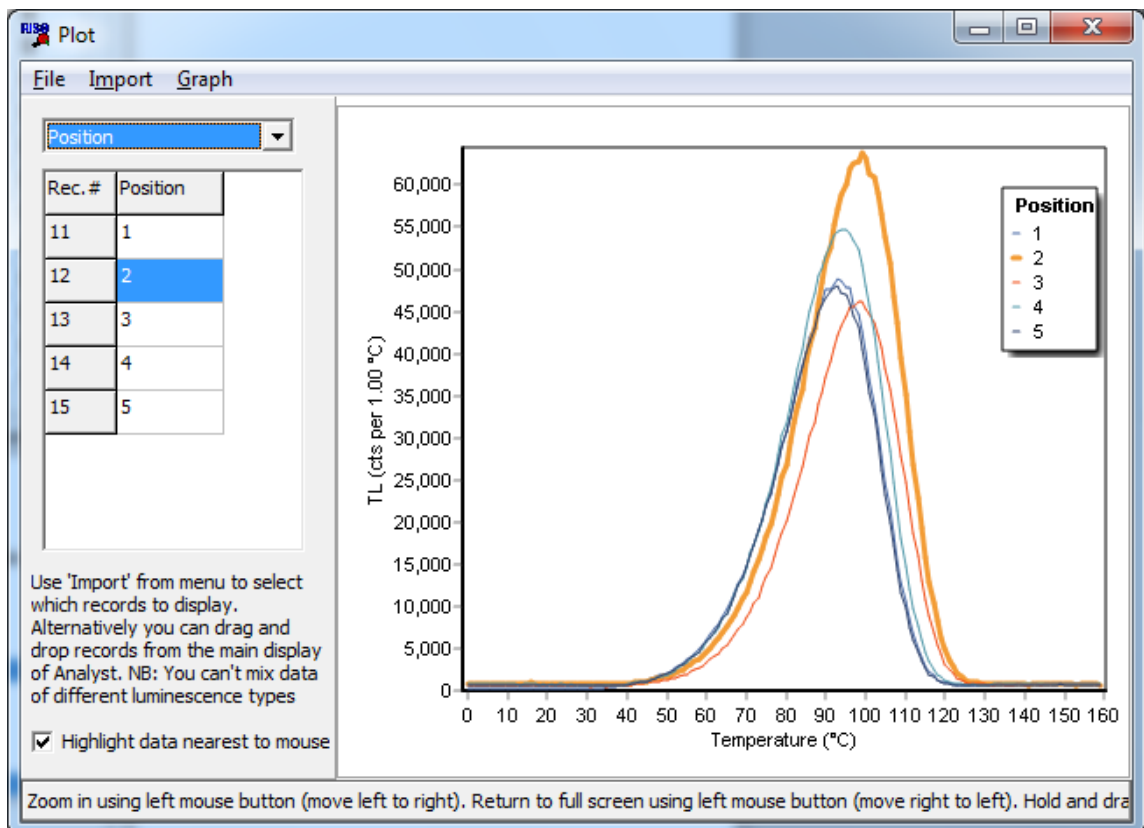 Plot
File Import Graph
Position
Rec. # Position
11 1
12 2
13 3
14 4
15 5
Use 'Import' from menu to select
which records to display.
Alternatively you can drag and
drop records from the main display
of Analyst. NB: You can't mix data
of different luminescence types
Highlight data nearest to mouse
TL (cts per 1.00 °C)
60,000
55,000
50,000
45,000
40,000
35,000
30,000
25,000
20,000
15,000
10,000
5,000
0
0 10 20 30 40 50 60 70 80 90 100 110 120 130 140 150 160
Temperature (°C)
Position
1
2
3
4
5
Zoom in using left mouse button (move left to right). Return to full screen using left mouse button (move right to left). Hold and dra